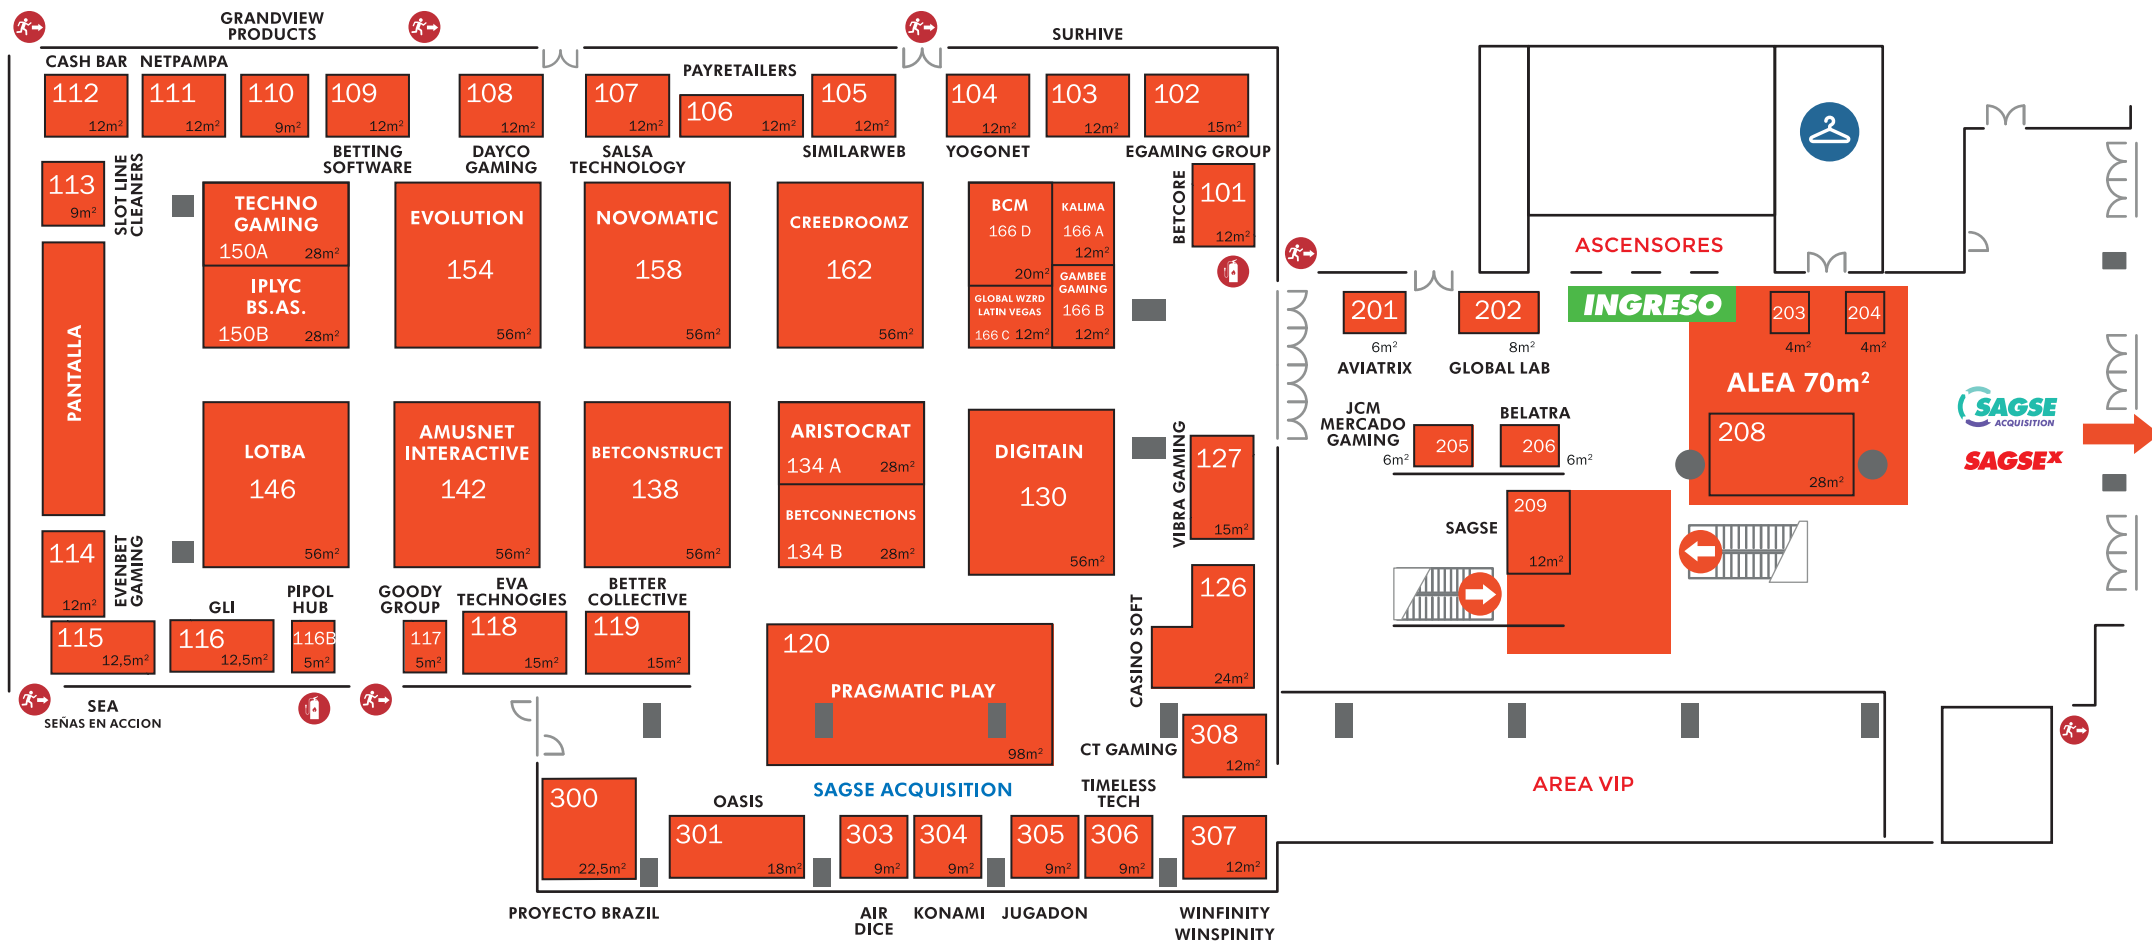 GRANDVIEW
PRODUCTS
SURHIVE
CASH BAR
NETPAMPA
PAYRETAILERS
112
12m²
111
12m²
110
9m²
109
12m²
108
12m²
107
12m²
106
12m²
105
12m²
104
12m²
103
12m²
102
15m²
BETTING
SOFTWARE
DAYCO
GAMING
SALSA
TECHNOLOGY
SIMILARWEB
YOGONET
EGAMING GROUP
113
9m²
SLOT LINE
CLEANERS
TECHNO
GAMING
150A
28m²
IPLYC
BS.AS.
150B
28m²
EVOLUTION
154
56m²
NOVOMATIC
158
56m²
CREEDROOMZ
162
56m²
BCM
166 D
20m²
KALIMA
166 A
12m²
GLOBAL WZRD
LATIN VEGAS
166 C
12m²
GAMBEE
GAMING
166 B
12m²
BETCORE
101
12m²
ASCENSORES
INGRESO
201
6m²
AVIATRIX
202
8m²
GLOBAL LAB
203
4m²
204
4m²
ALEA 70m²
208
28m²
SAGSE
ACQUISITION
SAGSEX
PANTALLA
LOTBA
146
56m²
AMUSNET
INTERACTIVE
142
56m²
BETCONSTRUCT
138
56m²
ARISTOCRAT
134 A
28m²
BETCONNECTIONS
134 B
28m²
DIGITAIN
130
56m²
VIBRA GAMING
127
15m²
JCM
MERCADO
GAMING
6m²
205
BELATRA
206
6m²
SAGSE
209
12m²
114
12m²
EVENBET
GAMING
115
12,5m²
GLI
116
12,5m²
PIPOL
HUB
116B
5m²
GOODY
GROUP
117
5m²
EVA
TECHNOGIES
118
15m²
BETTER
COLLECTIVE
119
15m²
120
PRAGMATIC PLAY
98m²
CASINO SOFT
126
24m²
SEA
SEÑAS EN ACCION
CT GAMING
308
12m²
SAGSE ACQUISITION
AREA VIP
300
22,5m²
OASIS
301
18m²
303
9m²
304
9m²
305
9m²
TIMELESS
TECH
306
9m²
307
12m²
PROYECTO BRAZIL
AIR
DICE
KONAMI
JUGADON
WINFINITY
WINSPINITY